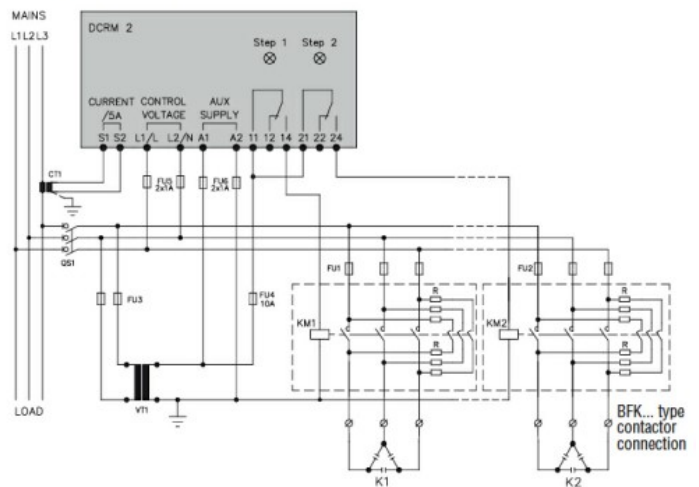 MAINS
L1 L2 L3
DCRM 2
Step 1
Step 2
CURRENT
/5A
CONTROL
VOLTAGE
AUX
SUPPLY
S1 S2 L1/L L2/N A1 A2 11 12 14 21 22 24
CT1
FU5
2x1A
FU6
2x1A
QS1
FU3
FU4
10A
FU1
FU2
R
R
KM1
KM2
R
R
VT1
LOAD
BFK... type
contactor
connection
K1
K2